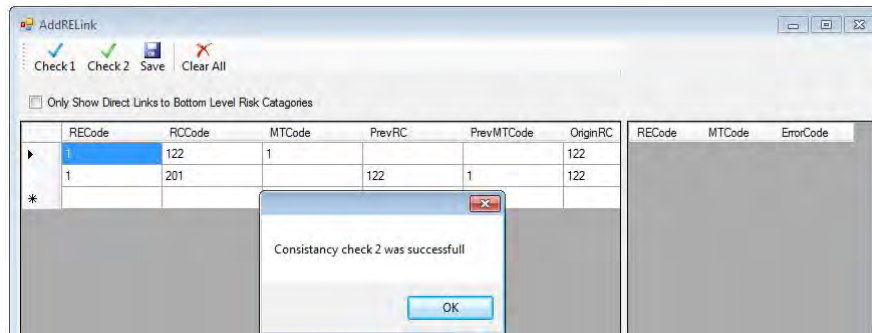 AddRELink
Check 1 Check 2 Save Clear All
Only Show Direct Links to Bottom Level Risk Catagories
RECode RCCode MTCode PrevRC PrevMTCode OriginRC RECode MTCode ErrorCode
1 122 1 122
1 201 122 1 122
Consistancy check 2 was successfull
OK